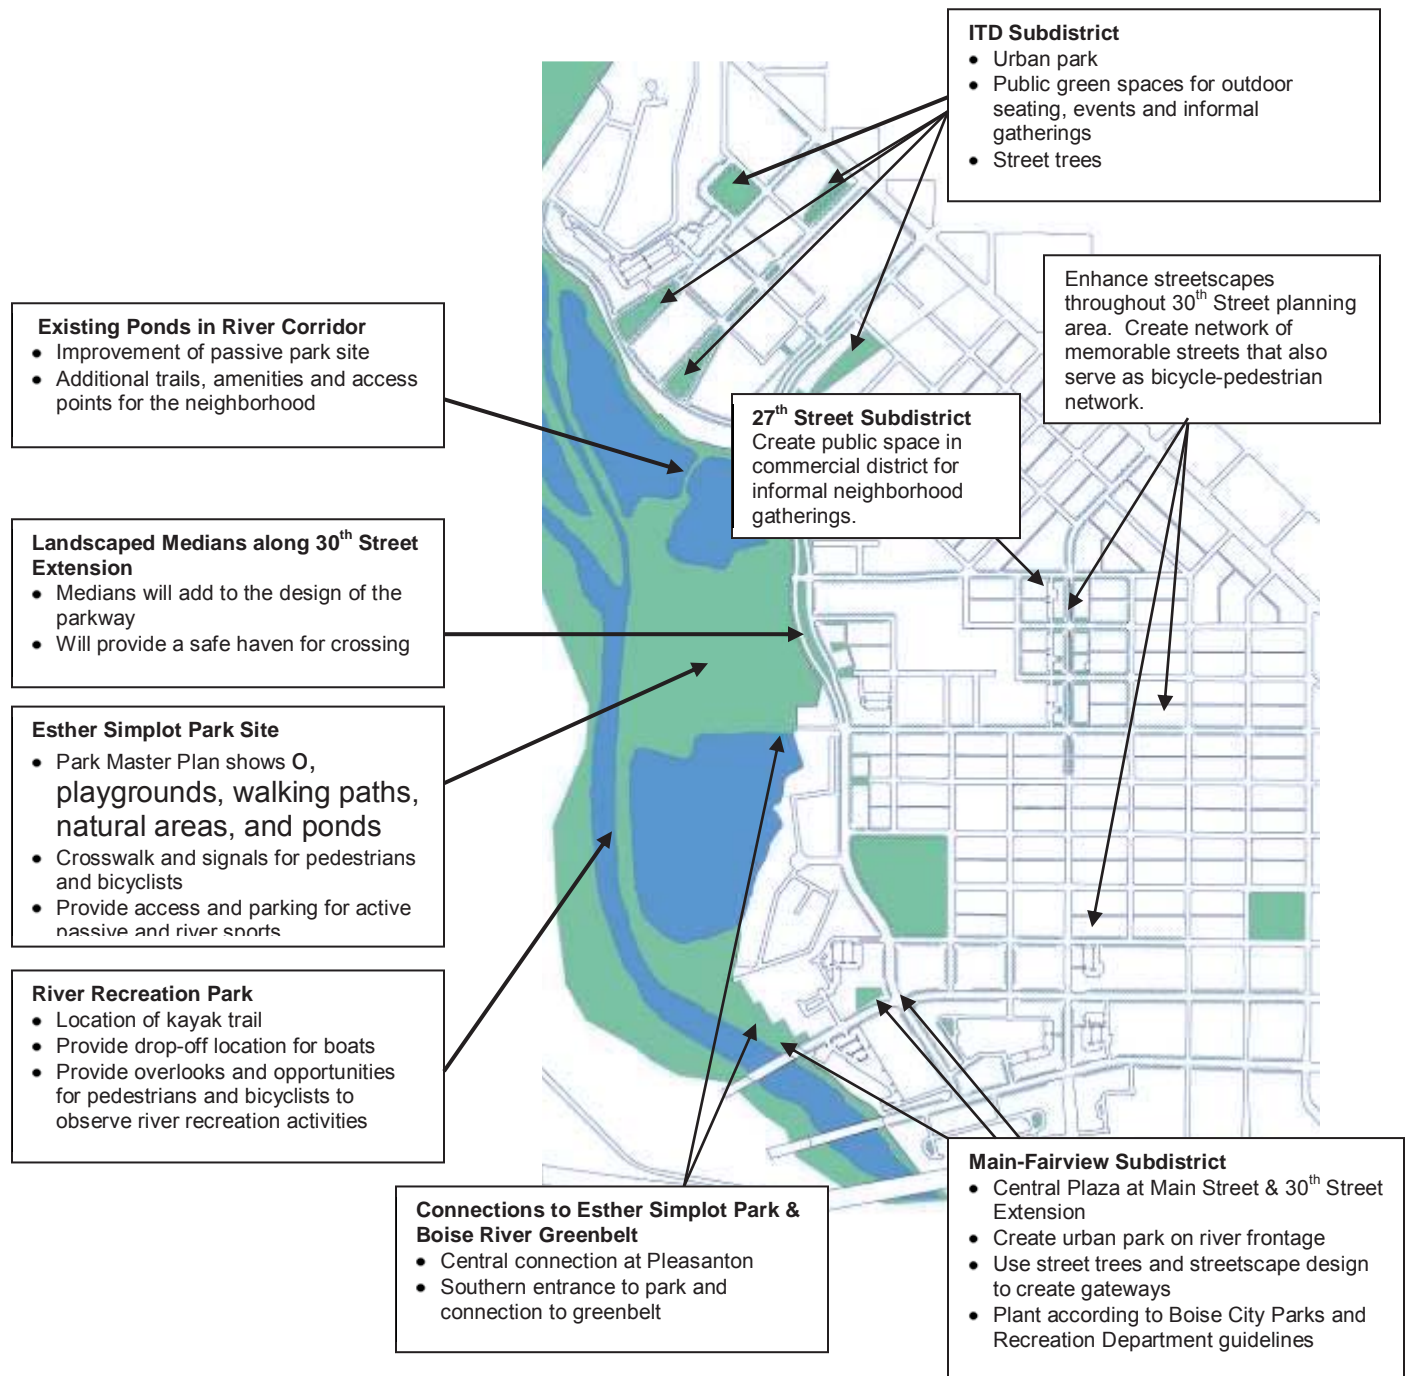 ITD Subdistrict
• Urban park
• Public green spaces for outdoor
seating, events and informal
gatherings
• Street trees
Enhance streetscapes
throughout 30th Street planning
area. Create network of
memorable streets that also
serve as bicycle-pedestrian
network.
Existing Ponds in River Corridor
• Improvement of passive park site
• Additional trails, amenities and access
points for the neighborhood
27th Street Subdistrict
Create public space in
commercial district for
informal neighborhood
gatherings.
Landscaped Medians along 30th Street
Extension
• Medians will add to the design of the
parkway
• Will provide a safe haven for crossing
Esther Simplot Park Site
• Park Master Plan shows O,
playgrounds, walking paths,
natural areas, and ponds
• Crosswalk and signals for pedestrians
and bicyclists
• Provide access and parking for active
passive and river sports
River Recreation Park
• Location of kayak trail
• Provide drop-off location for boats
• Provide overlooks and opportunities
for pedestrians and bicyclists to
observe river recreation activities
Connections to Esther Simplot Park &
Boise River Greenbelt
• Central connection at Pleasanton
• Southern entrance to park and
connection to greenbelt
Main-Fairview Subdistrict
• Central Plaza at Main Street & 30th Street
Extension
• Create urban park on river frontage
• Use street trees and streetscape design
to create gateways
• Plant according to Boise City Parks and
Recreation Department guidelines